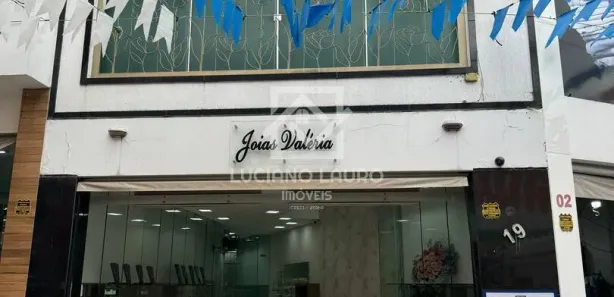 Joias Valéria
LUCIANO LAURO
IMÓVEIS
02
19